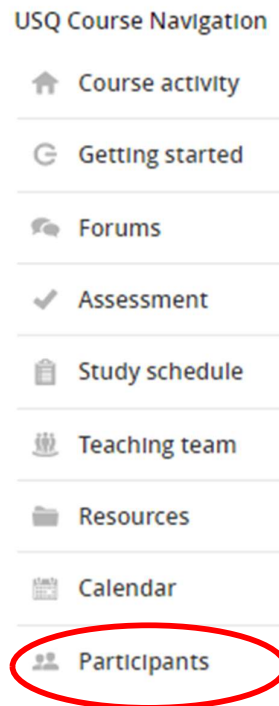 USQ Course Navigation
Course activity
Getting started
Forums
Assessment
Study schedule
Teaching team
Resources
Calendar
Participants